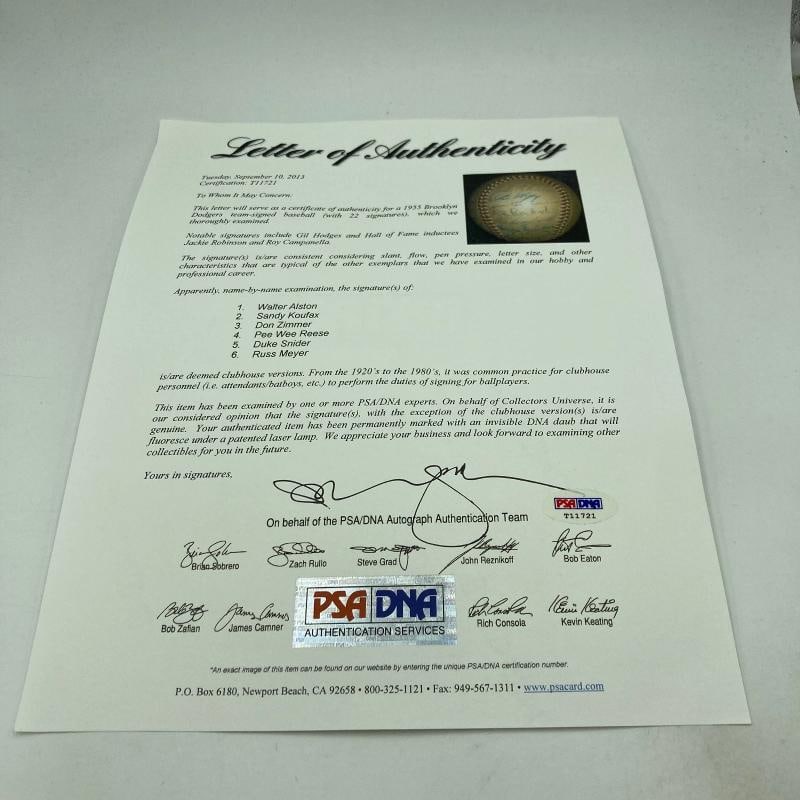 Letter of Authenticity
Tuesday, September 10, 2013
Certification: T11721
To Whom It May Concern:
This letter will serve as a certificate of authenticity for a 1955 Brooklyn
Dodgers team-signed baseball (with 22 signatures), which we
thoroughly examined.
Notable signatures include Gil Hodges and Hall of Fame inductees
Jackie Robinson and Roy Campanella.
The signature(s) is/are consistent considering slant, flow, pen pressure, letter size, and other
characteristics that are typical of the other exemplars that we have examined in our hobby and
professional career.
Apparently, name-by-name examination, the signature(s) of:
1. Walter Alston
2. Sandy Koufax
3. Don Zimmer
4. Pee Wee Reese
5. Duke Snider
6. Russ Meyer
is/are deemed clubhouse versions. From the 1920's to the 1980's, it was common practice for clubhouse
personnel (i.e. attendants/batboys, etc.) to perform the duties of signing for ballplayers.
This item has been examined by one or more PSA/DNA experts. On behalf of Collectors Universe, it is
our considered opinion that the signature(s), with the exception of the clubhouse version(s) is/are
genuine. Your authenticated item has been permanently marked with an invisible DNA daub that will
fluoresce under a patented laser lamp. We appreciate your business and look forward to examining other
collectibles for you in the future.
Yours in signatures,
PSA DNA
T11721
On behalf of the PSA/DNA Autograph Authentication Team
Brian Sobrero Zach Rullo Steve Grad John Reznikoff Bob Eaton
Bob Zafian James Camner Rich Consola Kevin Keating
PSA DNA
AUTHENTICATION SERVICES
*An exact image of this item can be found on our website by entering the unique PSA/DNA certification number.
P.O. Box 6180, Newport Beach, CA 92658 • 800-325-1121 • Fax: 949-567-1311 • www.psacard.com